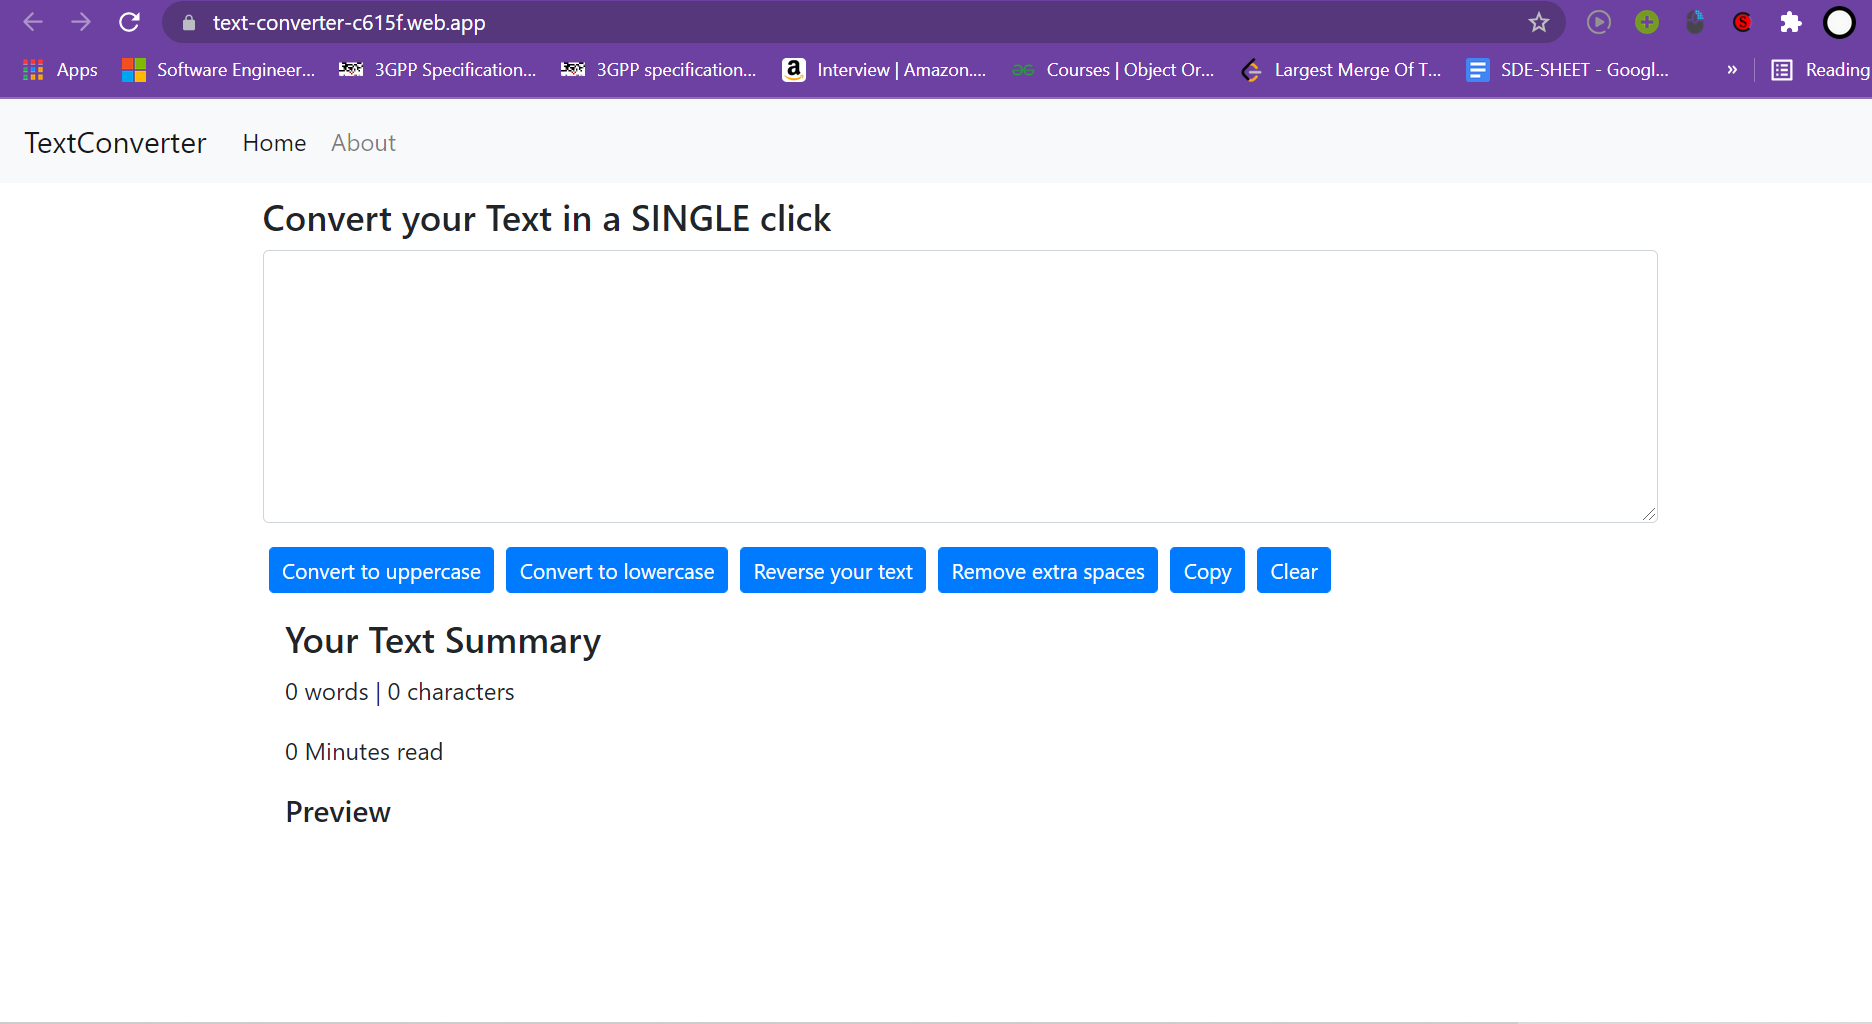 text-converter-c615f.web.app
Apps Software Engineer... 3GPP Specification... 3GPP specification... Interview | Amazon.... Courses | Object Or... Largest Merge Of T... SDE-SHEET - Googl... » Reading
TextConverter Home About
Convert your Text in a SINGLE click
Convert to uppercase Convert to lowercase Reverse your text Remove extra spaces Copy Clear
Your Text Summary
0 words | 0 characters
0 Minutes read
Preview